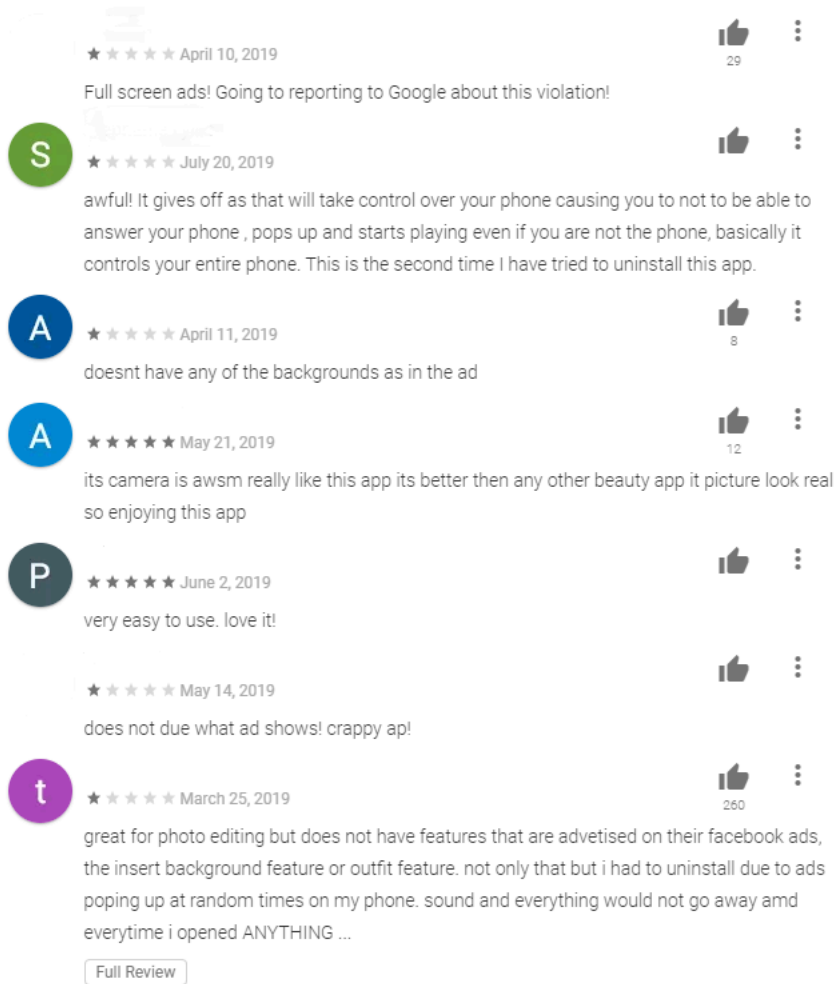 April 10, 2019
29
Full screen ads! Going to reporting to Google about this violation!
S
July 20, 2019
awful! It gives off as that will take control over your phone causing you to not to be able to
answer your phone , pops up and starts playing even if you are not the phone, basically it
controls your entire phone. This is the second time I have tried to uninstall this app.
A
April 11, 2019
8
doesnt have any of the backgrounds as in the ad
A
May 21, 2019
12
its camera is awsm really like this app its better then any other beauty app it picture look real
so enjoying this app
P
June 2, 2019
very easy to use. love it!
May 14, 2019
does not due what ad shows! crappy ap!
t
March 25, 2019
260
great for photo editing but does not have features that are advetised on their facebook ads,
the insert background feature or outfit feature. not only that but i had to uninstall due to ads
poping up at random times on my phone. sound and everything would not go away amd
everytime i opened ANYTHING ...
Full Review